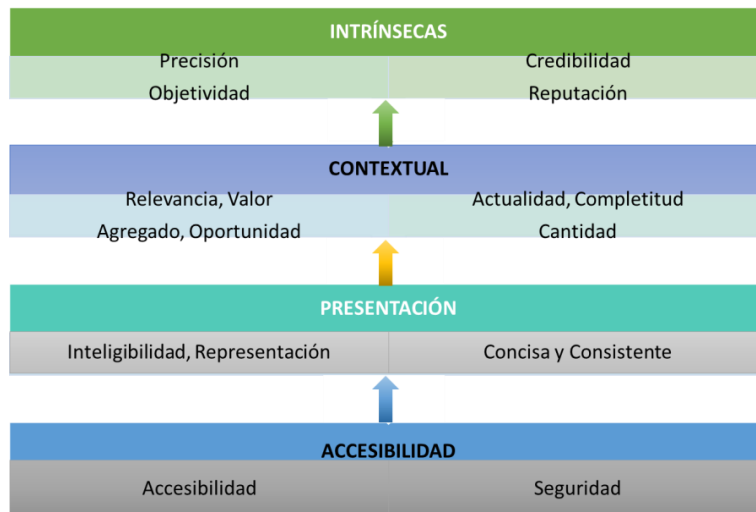 INTRÍNSECAS
Precisión
Objetividad
Credibilidad
Reputación
CONTEXTUAL
Relevancia, Valor
Agregado, Oportunidad
Actualidad, Completitud
Cantidad
PRESENTACIÓN
Inteligibilidad, Representación
Concisa y Consistente
ACCESIBILIDAD
Accesibilidad
Seguridad